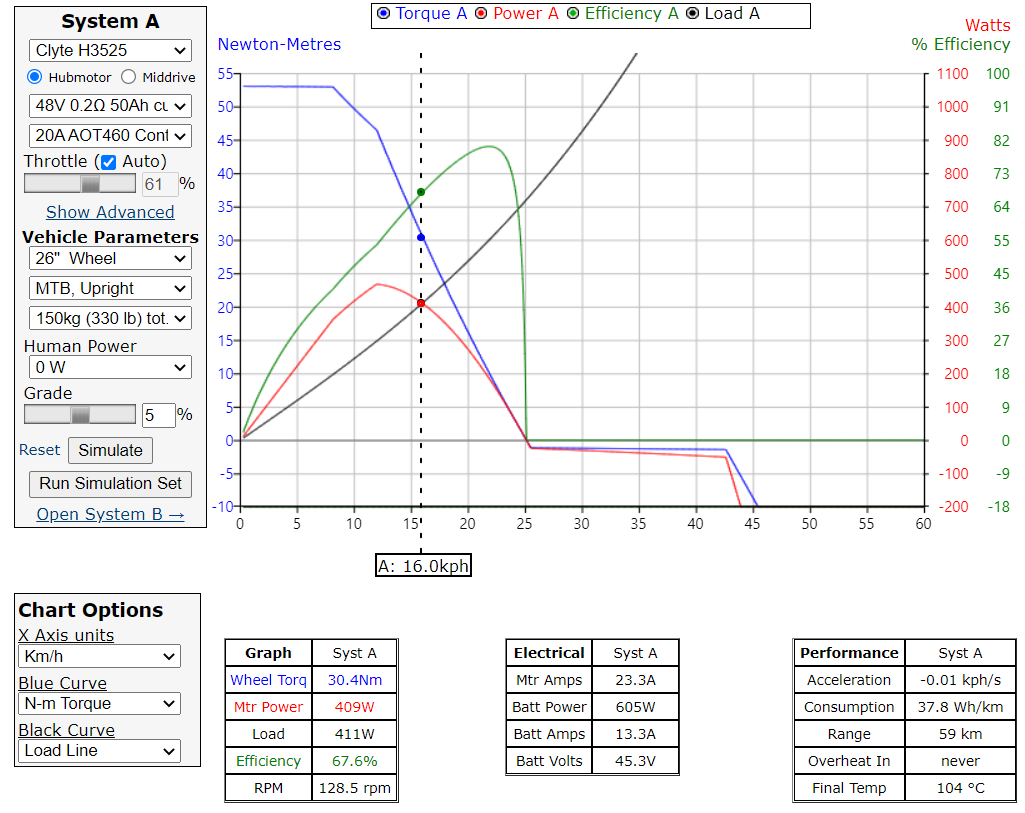 System A
Clyte H3525
Hubmotor Middrive
48V 0.2Ω 50Ah cu
20A AOT460 Cont
Throttle ( Auto)
61 %
Show Advanced
Vehicle Parameters
26" Wheel
MTB, Upright
150kg (330 lb) tot.
Human Power
0 W
Grade
5 %
Reset Simulate
Run Simulation Set
Open System B →
Torque A Power A Efficiency A Load A
Newton-Metres
Watts
% Efficiency
55 1100 100
50 1000 91
45 900 82
40 800 73
35 700 64
30 600 55
25 500 45
20 400 36
15 300 27
10 200 18
5 100 9
0 0 0
-5 -100 -9
-10 -200 -18
0 5 10 15 20 25 30 35 40 45 50 55 60
A: 16.0kph
Chart Options
X Axis units
Km/h
Blue Curve
N-m Torque
Black Curve
Load Line
Graph Syst A
Wheel Torq 30.4Nm
Mtr Power 409W
Load 411W
Efficiency 67.6%
RPM 128.5 rpm
Electrical Syst A
Mtr Amps 23.3A
Batt Power 605W
Batt Amps 13.3A
Batt Volts 45.3V
Performance Syst A
Acceleration -0.01 kph/s
Consumption 37.8 Wh/km
Range 59 km
Overheat In never
Final Temp 104 °C